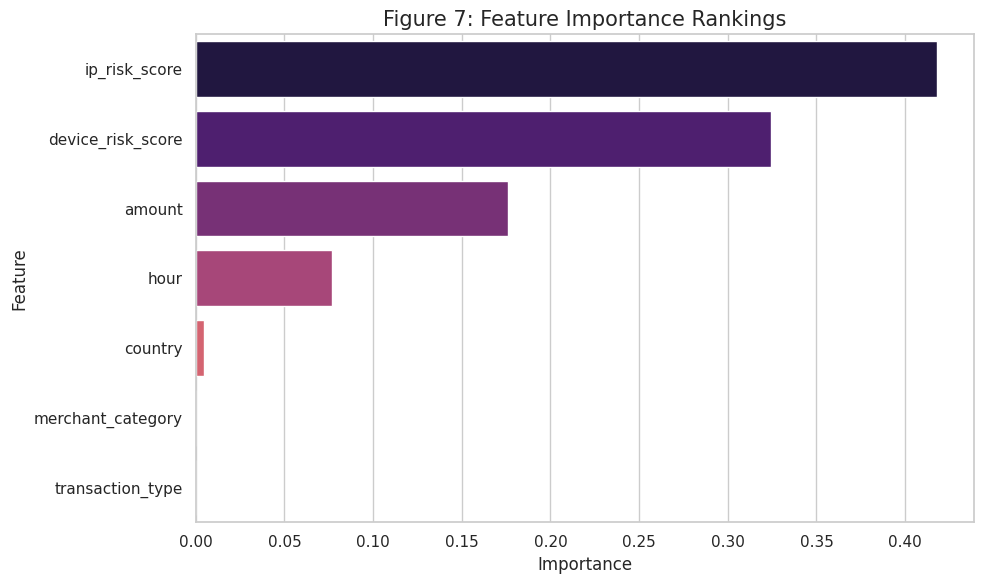 Figure 7: Feature Importance Rankings
Feature
ip_risk_score
device_risk_score
amount
hour
country
merchant_category
transaction_type
0.00 0.05 0.10 0.15 0.20 0.25 0.30 0.35 0.40
Importance